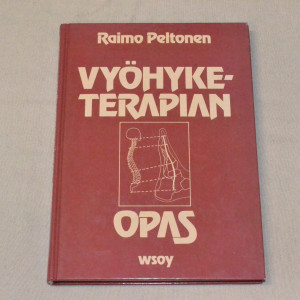 Raimo Peltonen
VYÖHYKE-
TERAPIAN
OPAS
wsoy